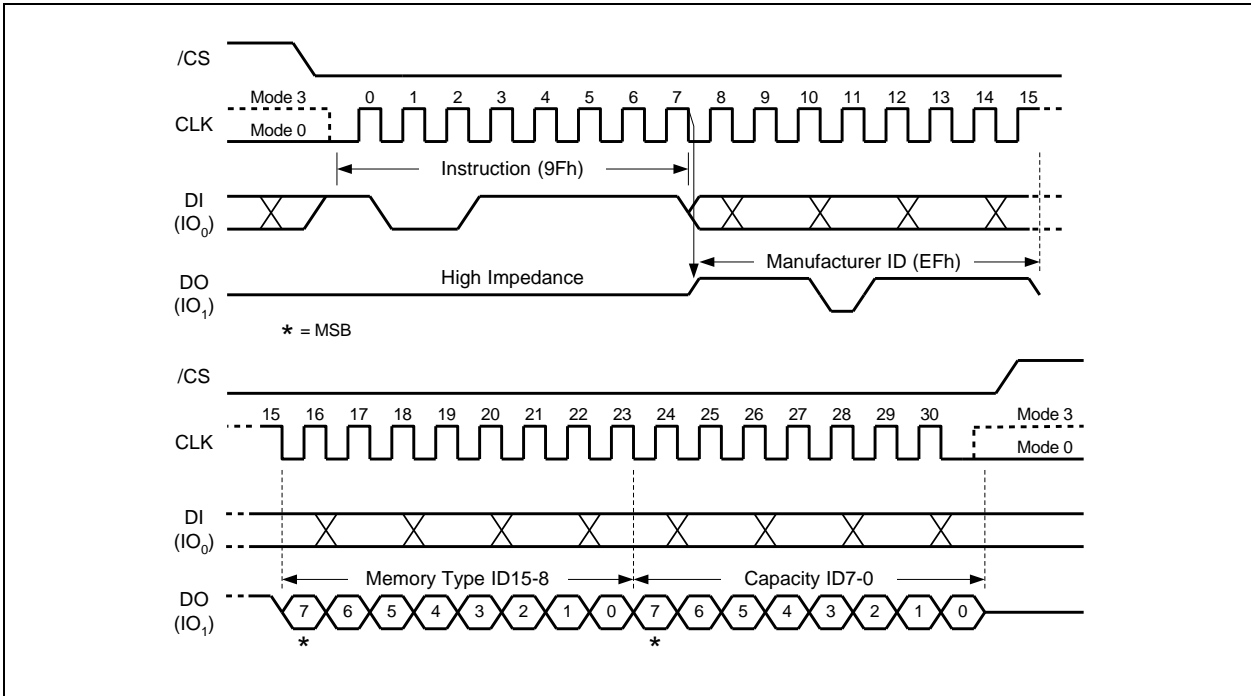 /CS
Mode 3 0 1 2 3 4 5 6 7 8 9 10 11 12 13 14 15
CLK
Mode 0
Instruction (9Fh)
DI
(IO0)
Manufacturer ID (EFh)
High Impedance
DO
(IO1)
* = MSB
/CS
15 16 17 18 19 20 21 22 23 24 25 26 27 28 29 30 Mode 3
CLK
Mode 0
DI
(IO0)
Memory Type ID15-8 Capacity ID7-0
DO 7 6 5 4 3 2 1 0 7 6 5 4 3 2 1 0
(IO1)
* *